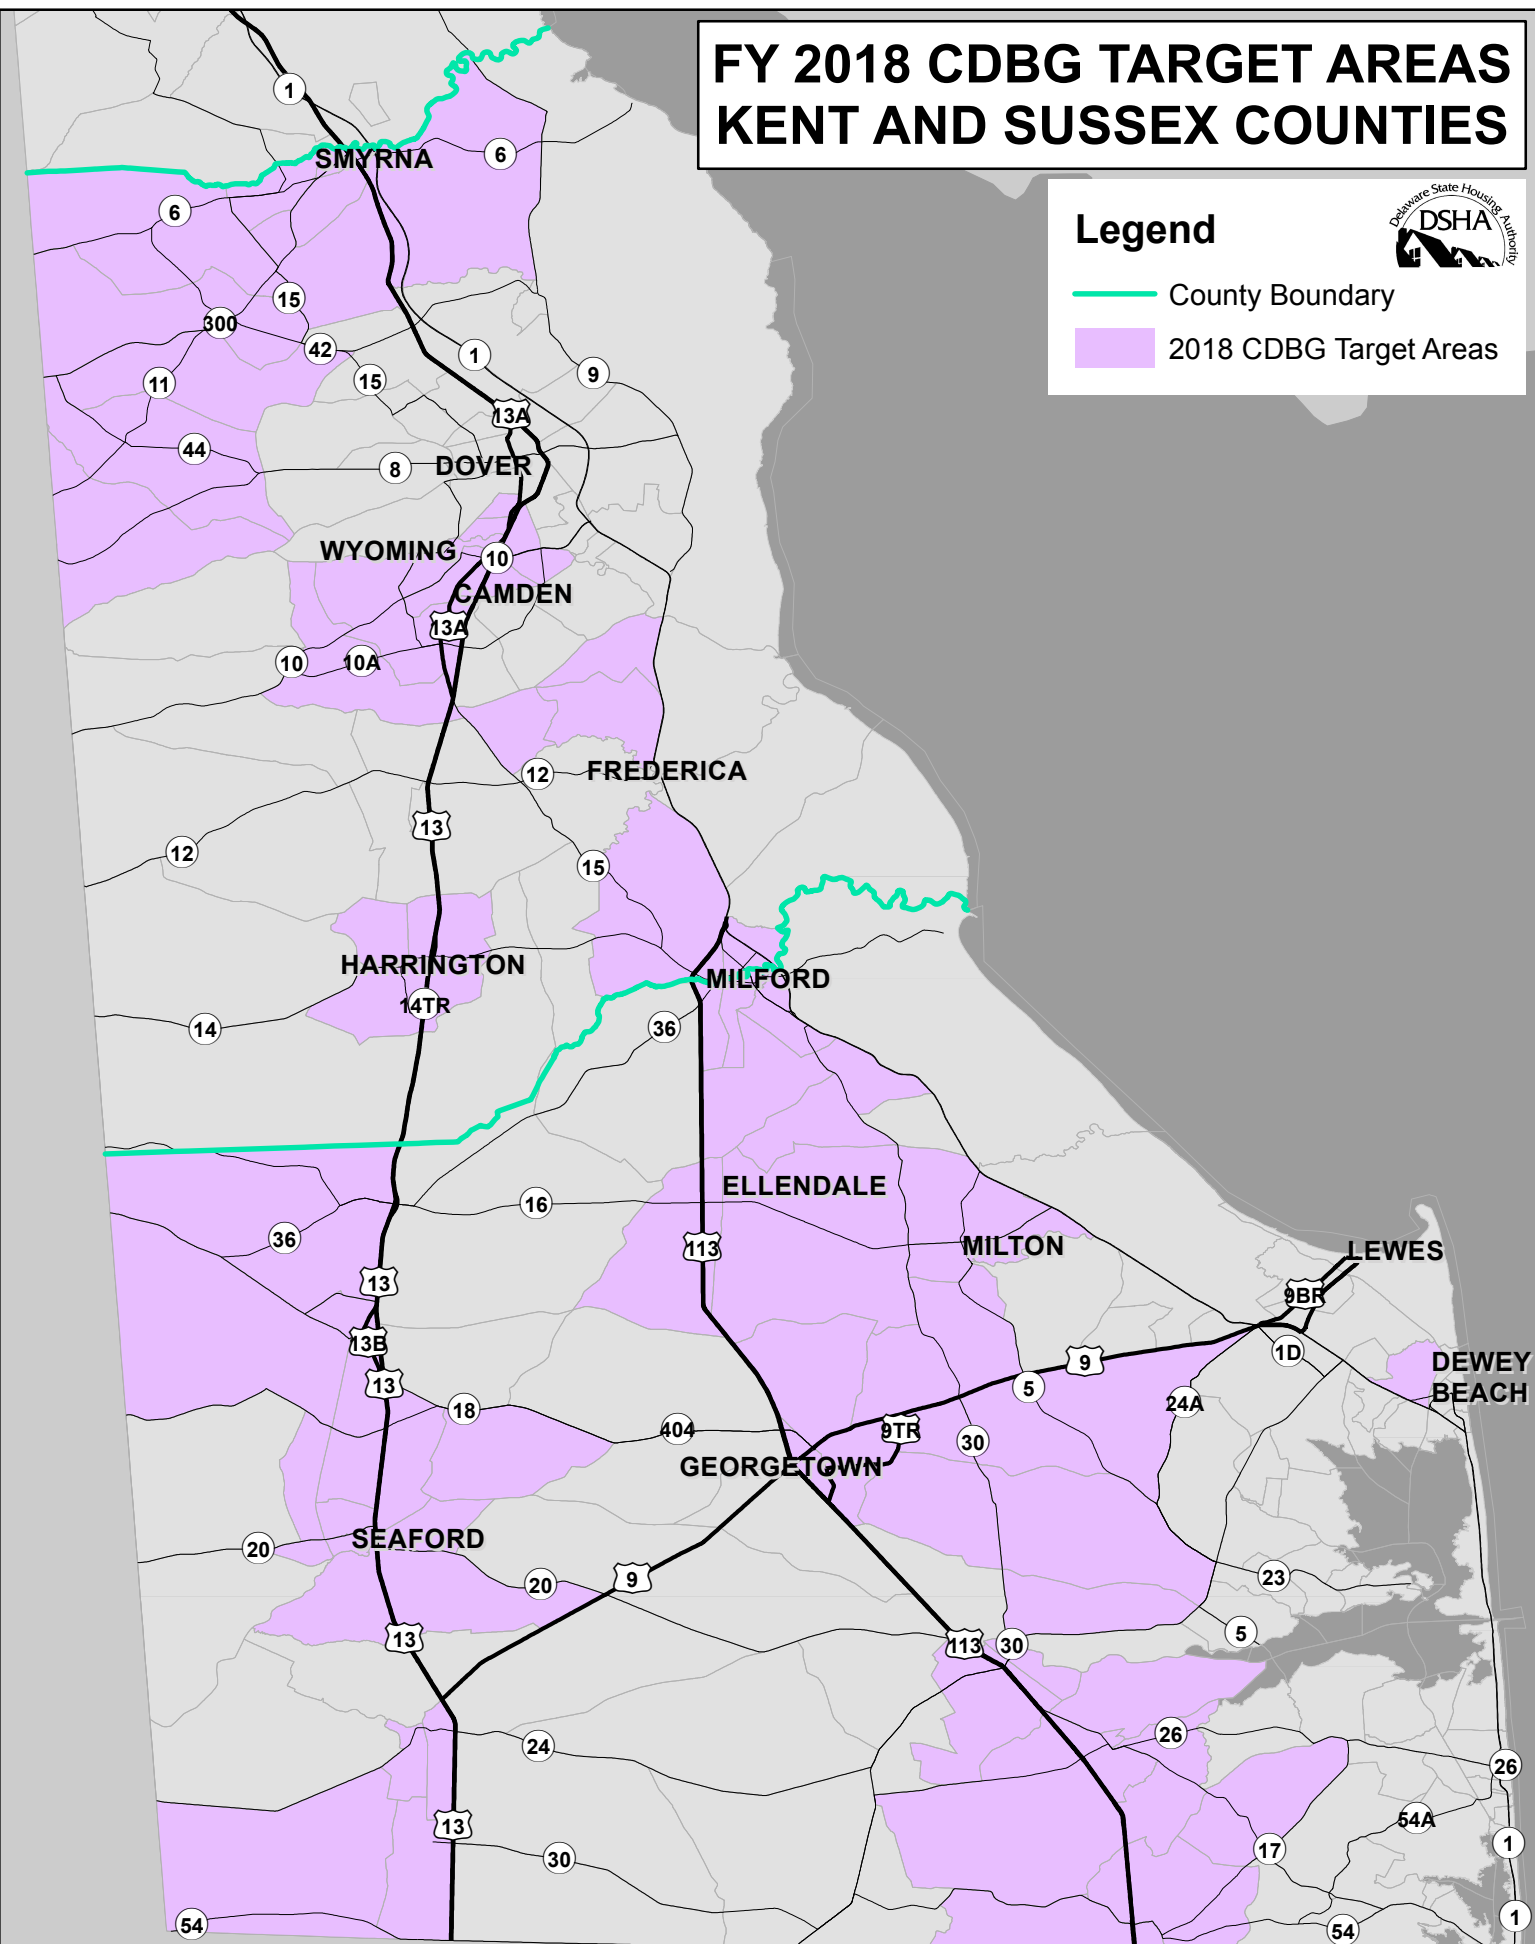 FY 2018 CDBG TARGET AREAS
KENT AND SUSSEX COUNTIES
Legend
Delaware State Housing Authority
DSHA
County Boundary
2018 CDBG Target Areas
1
SMYRNA
6
6
15
300
42
1
15
9
11
13A
44
8
DOVER
WYOMING
10
CAMDEN
13A
10
10A
12
FREDERICA
13
12
15
HARRINGTON
MILFORD
14TR
14
36
ELLENDALE
16
36
113
MILTON
LEWES
13
9BR
13B
1D
9
DEWEY
BEACH
13
5
24A
18
404
9TR
30
GEORGETOWN
SEAFORD
20
20
9
23
13
113
30
5
24
26
26
13
54A
1
17
30
54
54
1